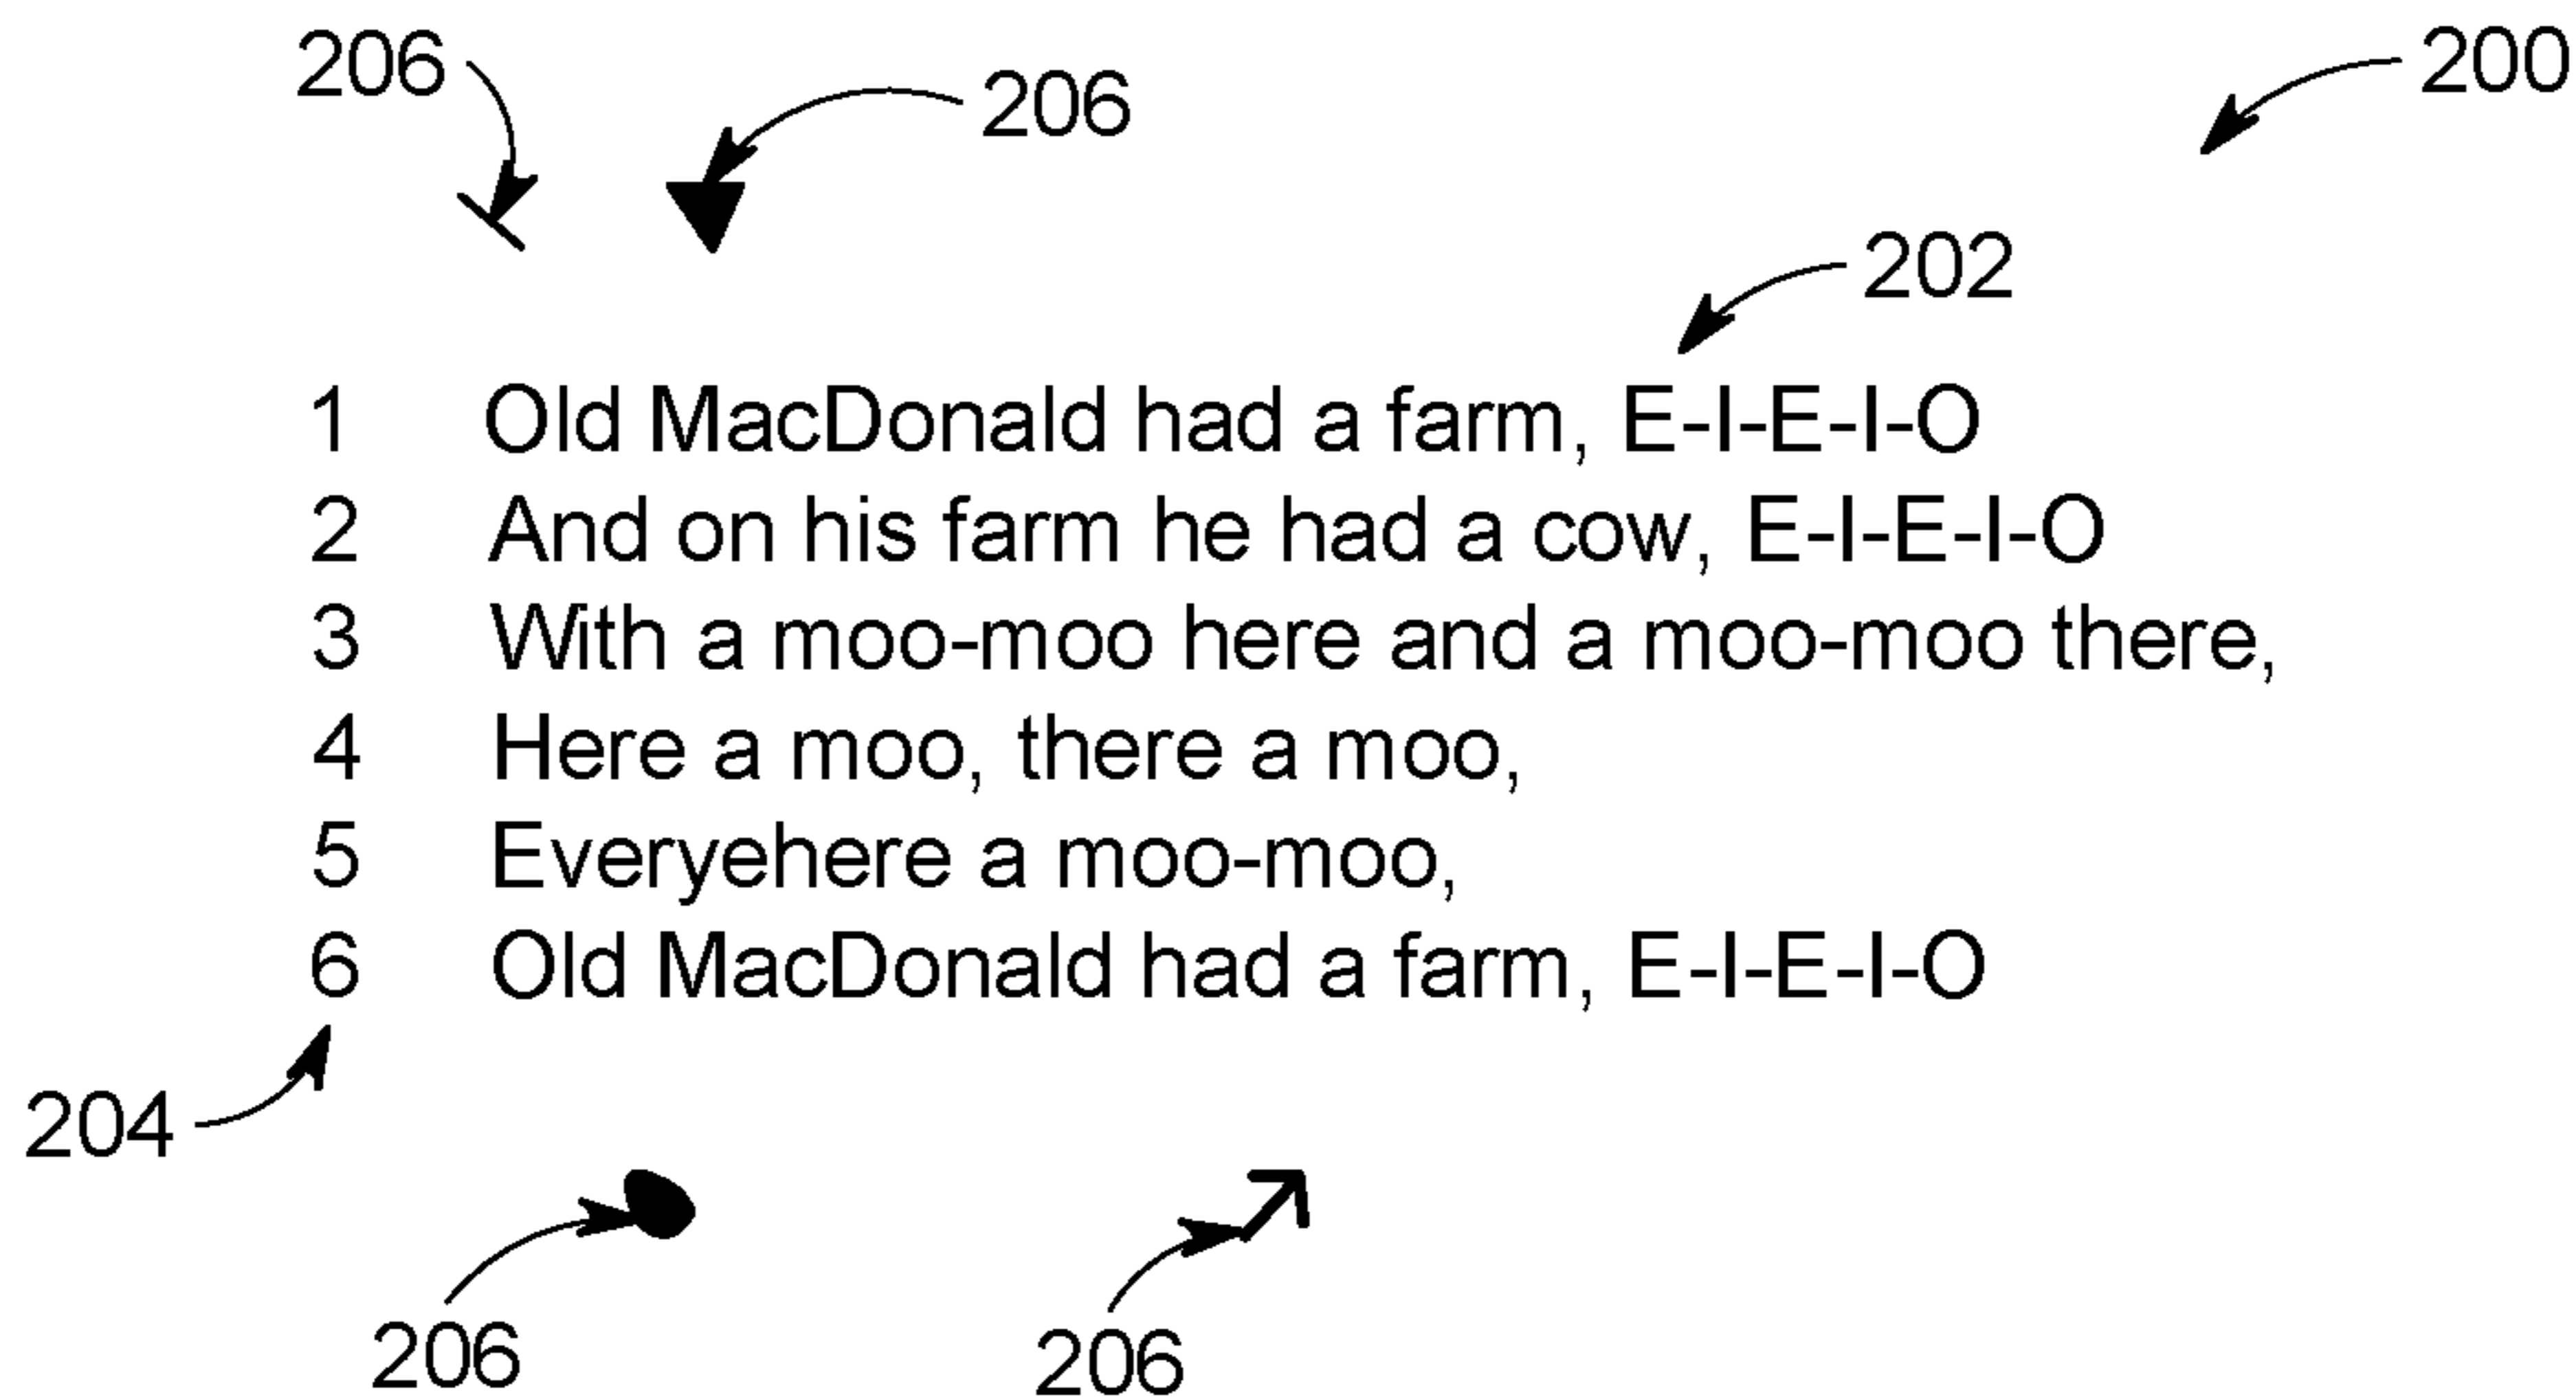 206
206
200
202
1 Old MacDonald had a farm, E-I-E-I-O
2 And on his farm he had a cow, E-I-E-I-O
3 With a moo-moo here and a moo-moo there,
4 Here a moo, there a moo,
5 Everyehere a moo-moo,
6 Old MacDonald had a farm, E-I-E-I-O
204
206
206